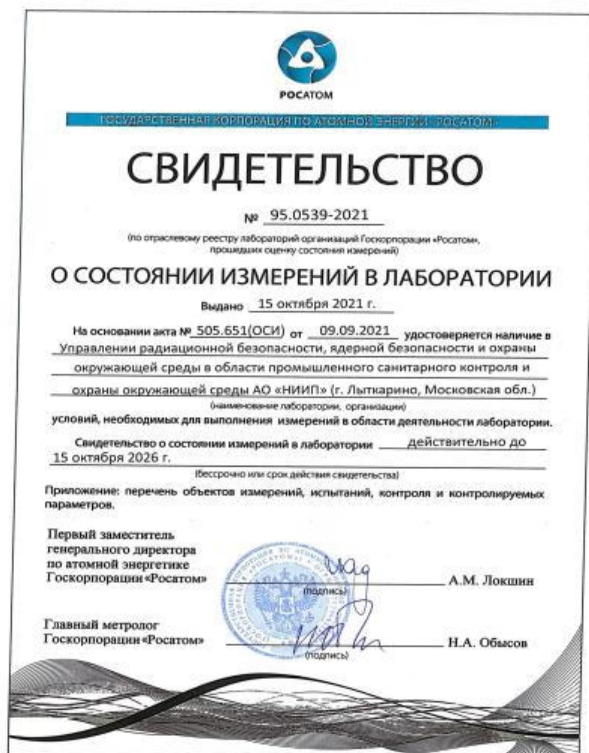 РОСАТОМ
ГОСУДАРСТВЕННАЯ КОРПОРАЦИЯ ПО АТОМНОЙ ЭНЕРГИИ «РОСАТОМ»
СВИДЕТЕЛЬСТВО
№ 95.0539-2021
(по отраслевому реестру лабораторий организаций Госкорпорации «Росатом»,
прошедших оценку состояния измерений)
О СОСТОЯНИИ ИЗМЕРЕНИЙ В ЛАБОРАТОРИИ
Выдано 15 октября 2021 г.
На основании акта № 505.651(ОСИ) от 09.09.2021 удостоверяется наличие в
Управлении радиационной безопасности, ядерной безопасности и охраны
окружающей среды в области промышленного санитарного контроля и
охраны окружающей среды АО «НИИП» (г. Лыткарино, Московская обл.)
(наименование лаборатории, организации)
условий, необходимых для выполнения измерений в области деятельности лаборатории.
Свидетельство о состоянии измерений в лаборатории действительно до
15 октября 2026 г.
(бессрочно или срок действия свидетельства)
Приложение: перечень объектов измерений, испытаний, контроля и контролируемых
параметров.
Первый заместитель
генерального директора
по атомной энергетике
Госкорпорации «Росатом»
(подпись)
А.М. Локшин
Главный метролог
Госкорпорации «Росатом»
(подпись)
Н.А. Обысов